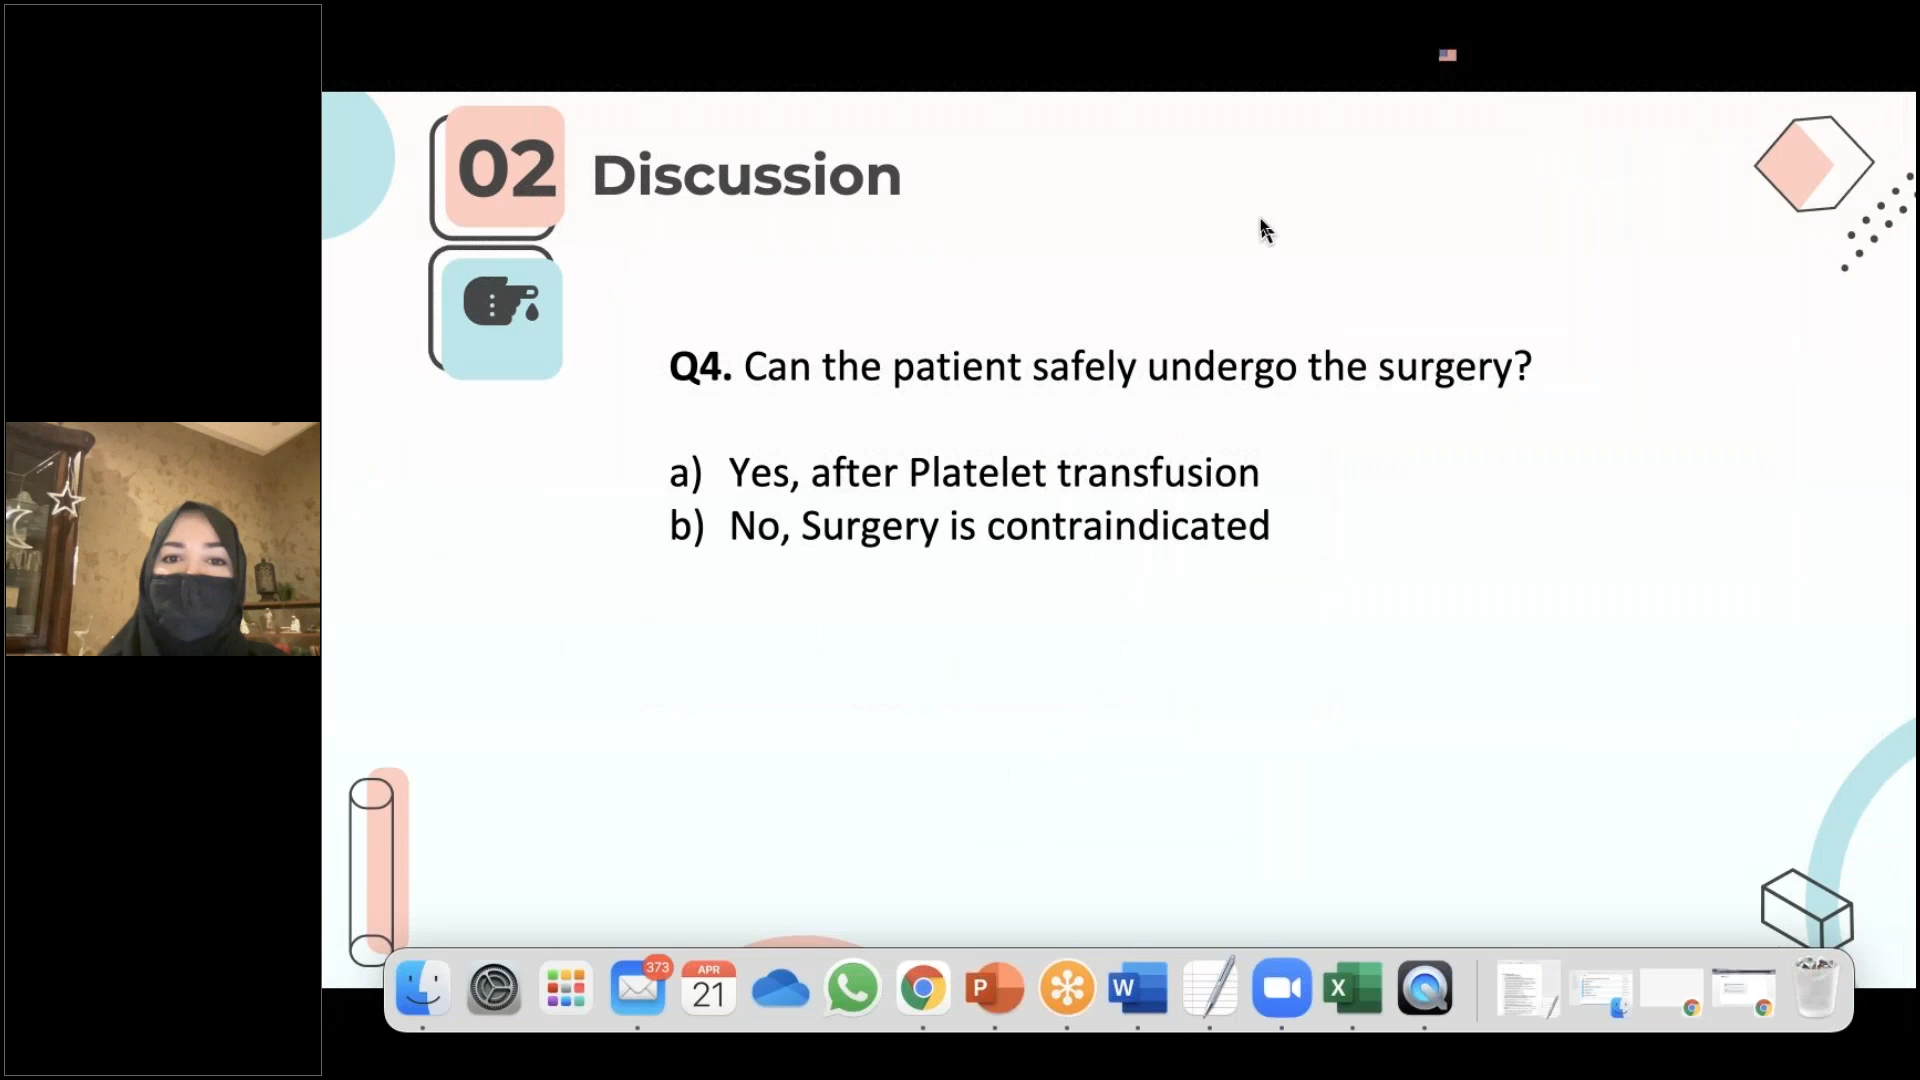 02 Discussion
Q4. Can the patient safely undergo the surgery?
a) Yes, after Platelet transfusion
b) No, Surgery is contraindicated
373
APR
21
P
W
X